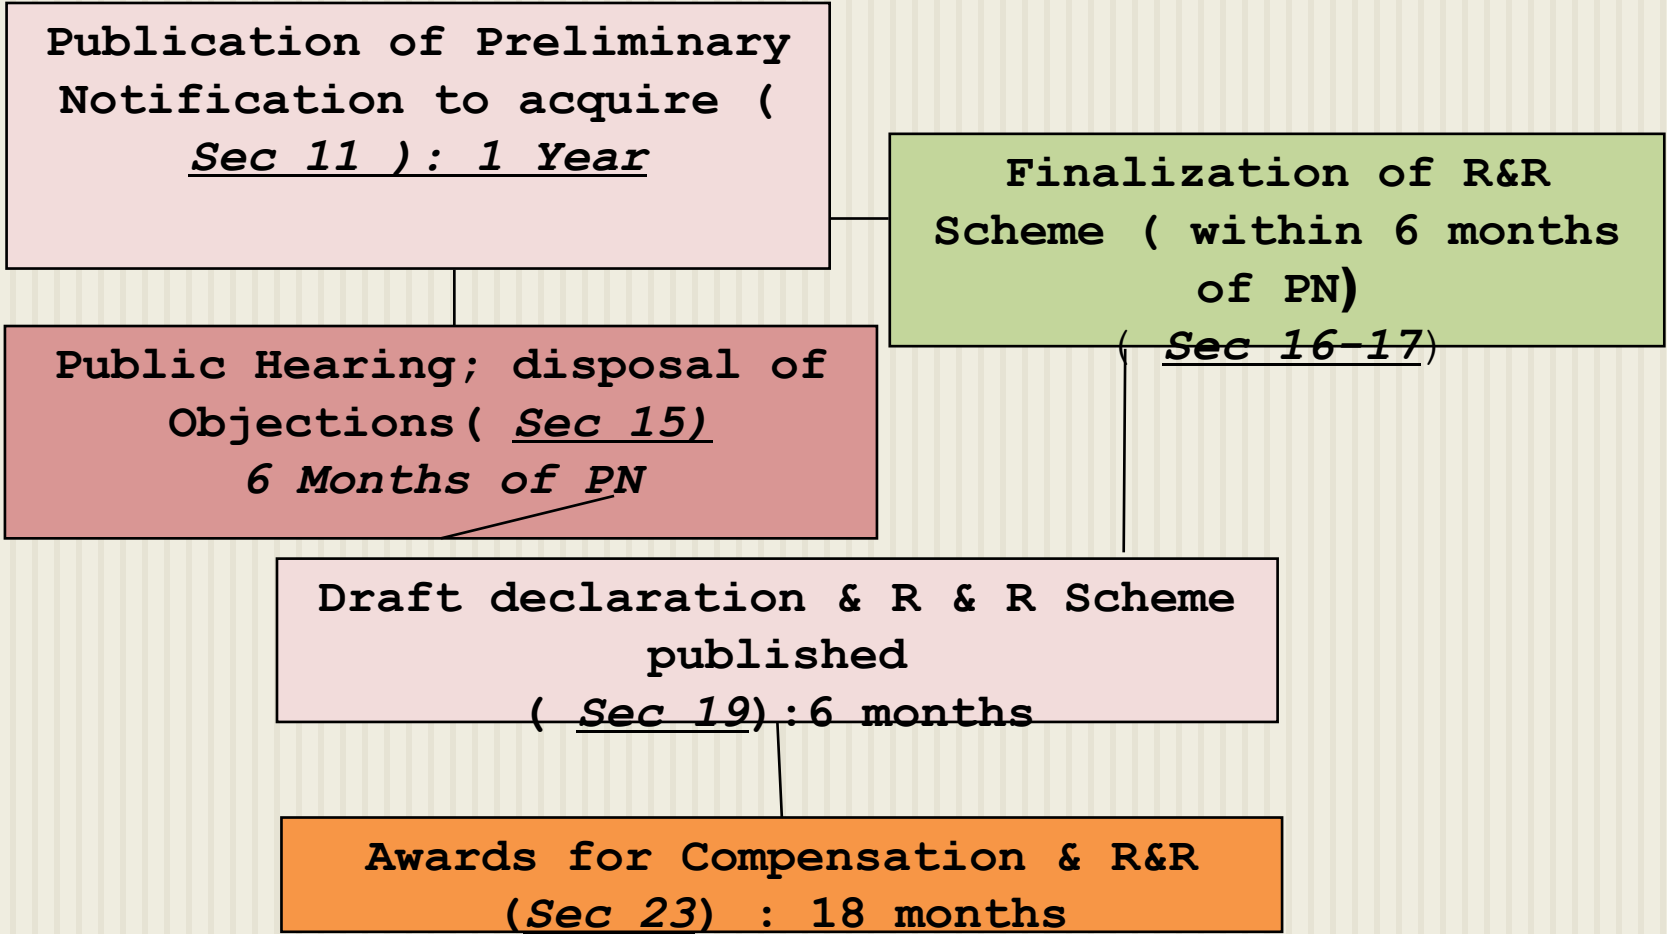 Publication of Preliminary
Notification to acquire (
Sec 11 ): 1 Year
Finalization of R&R
Scheme ( within 6 months
of PN)
( Sec 16-17)
Public Hearing; disposal of
Objections( Sec 15)
6 Months of PN
Draft declaration & R & R Scheme
published
( Sec 19):6 months
Awards for Compensation & R&R
(Sec 23) : 18 months